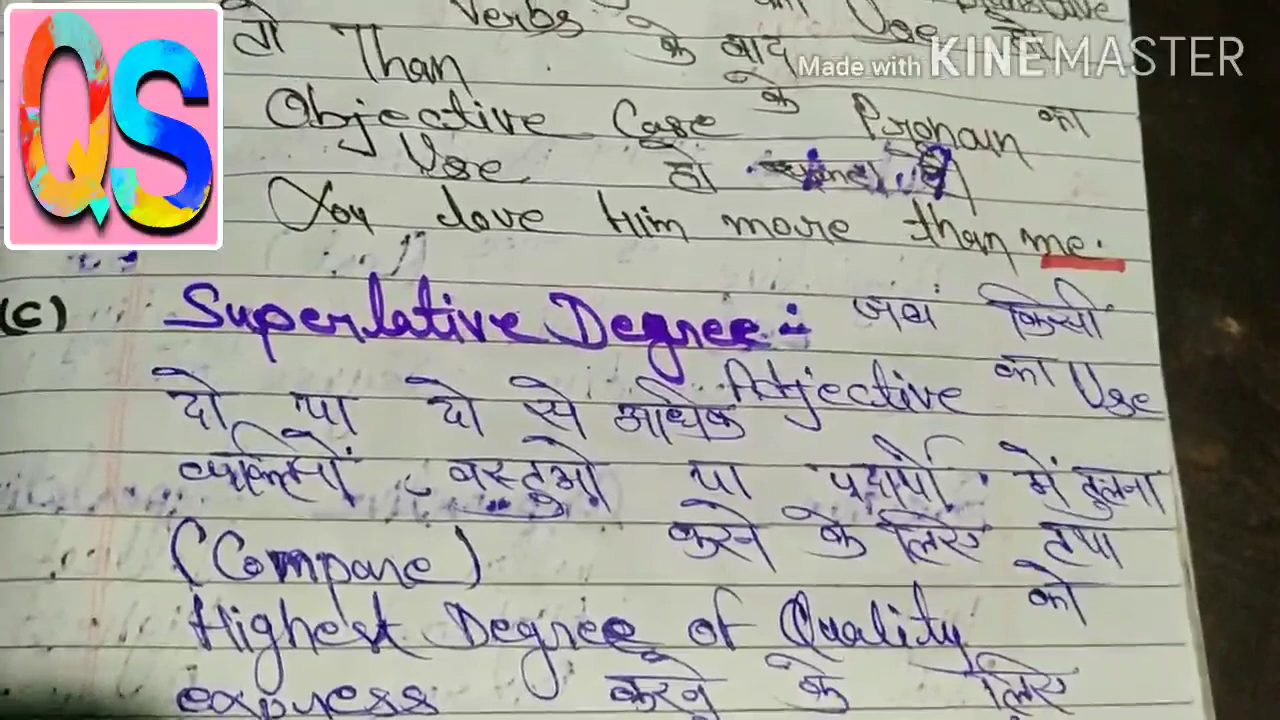 QS
Verbs का Use
तो Than के बाद
Made with KINEMASTER
Objective Case के Pronoun का
Use हो
You love him more than me.
(C) Superlative Degree :- जब किसी
Adjective का Use
दो या दो से अधिक
व्यक्तियों, वस्तुओं या पदार्थों में तुलना
(Compare) करने के लिए तथा
Highest Degree of Quality को
express करने के लिए